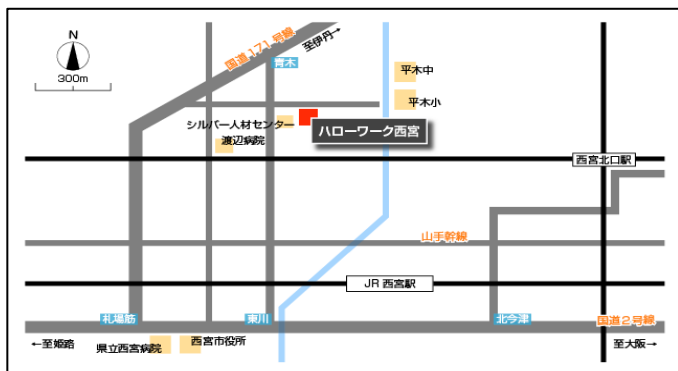 N
300m
国道171号線
至伊丹→
青木
平木中
平木小
シルバー人材センター
ハローワーク西宮
渡辺病院
西宮北口駅
山手幹線
JR 西宮駅
札場筋
東川
北今津
国道2号線
←至姫路
県立西宮病院
西宮市役所
至大阪→